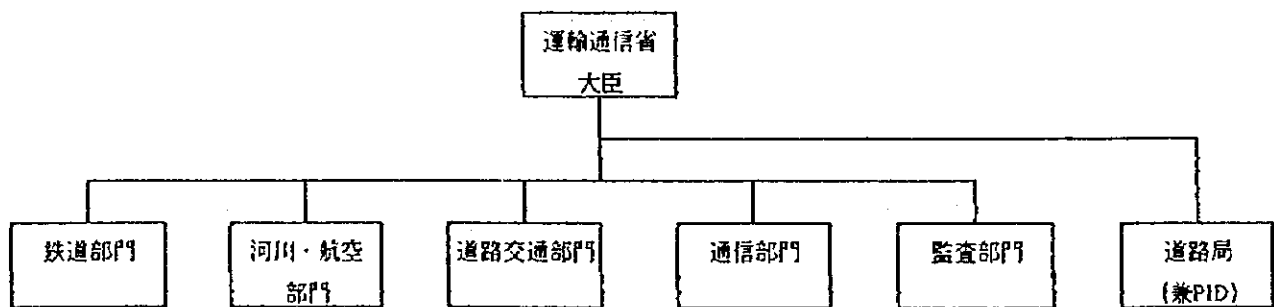 運輸通信省
大臣
鉄道部門
河川・航空
部門
道路交通部門
通信部門
監査部門
道路局
(兼PID)